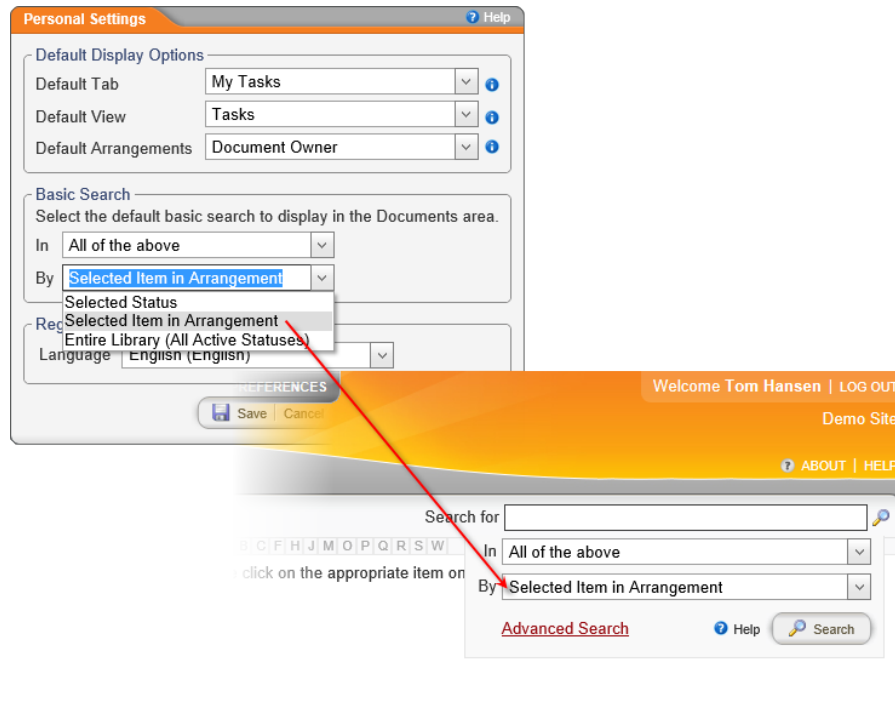 Personal Settings
Help
Default Display Options
Default Tab My Tasks
Default View Tasks
Default Arrangements Document Owner
Basic Search
Select the default basic search to display in the Documents area.
In All of the above
By Selected Item in Arrangement
Selected Status
Selected Item in Arrangement
Entire Library (All Active Statuses)
Reg
Language English (English)
Save Cancel
REFERENCES
Welcome Tom Hansen | LOG OUT
Demo Site
ABOUT | HELP
Search for
C F H J M O P Q R S W
In All of the above
click on the appropriate item on
By Selected Item in Arrangement
Advanced Search
Help
Search